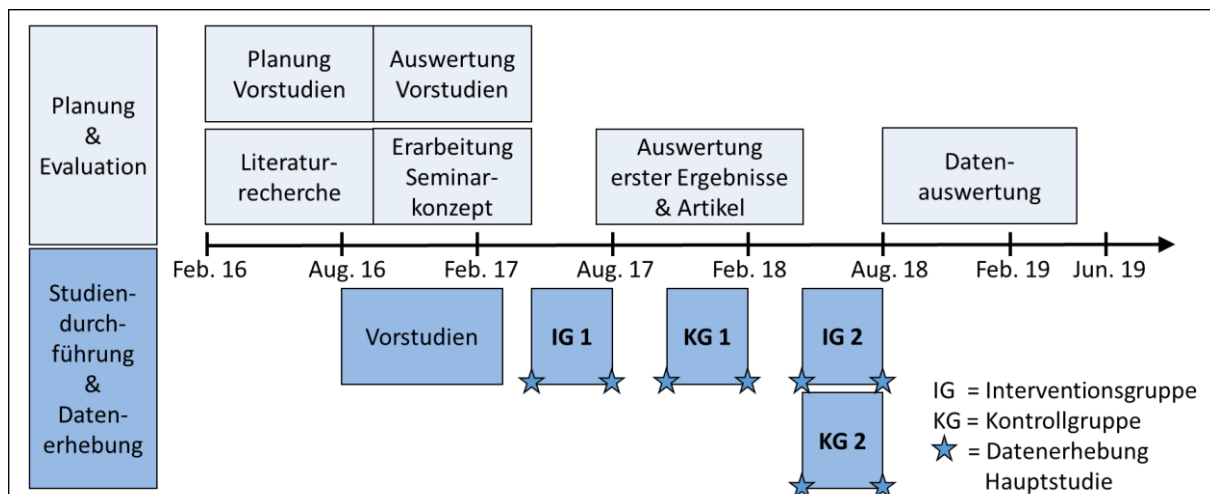 Planung
&
Evaluation
Planung
Vorstudien
Auswertung
Vorstudien
Literatur-
recherche
Erarbeitung
Seminar-
konzept
Auswertung
erster Ergebnisse
& Artikel
Daten-
auswertung
Feb. 16
Aug. 16
Feb. 17
Aug. 17
Feb. 18
Aug. 18
Feb. 19
Jun. 19
Studien-
durch-
führung
&
Daten-
erhebung
Vorstudien
IG 1
KG 1
IG 2
KG 2
IG = Interventionsgruppe
KG = Kontrollgruppe
= Datenerhebung
Hauptstudie